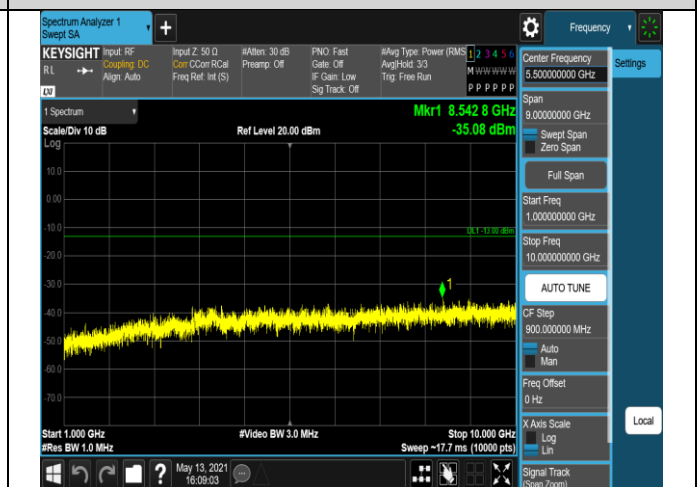 Spectrum Analyzer 1
Swept SA
+
Frequency
KEYSIGHT
Input: RF
Coupling: DC
Align: Auto
Input Z: 50 Ω
Corr CCorr RCal
Freq Ref: Int (S)
#Atten: 30 dB
Preamp: Off
PNO: Fast
Gate: Off
IF Gain: Low
Sig Track: Off
#Avg Type: Power (RMS
Avg|Hold: 3/3
Trig: Free Run
1 2 3 4 5 6
M W W W W W
P P P P P P
RL
LXI
1 Spectrum
Scale/Div 10 dB
Log
Ref Level 20.00 dBm
Mkr1 8.542 8 GHz
-35.08 dBm
10.0
0.00
-10.0
DL1 -13.00 dBm
-20.0
-30.0
1
-40.0
-50.0
-60.0
-70.0
Start 1.000 GHz
#Res BW 1.0 MHz
#Video BW 3.0 MHz
Stop 10.000 GHz
Sweep ~17.7 ms (10000 pts)
?
May 13, 2021
16:09:03
Center Frequency
5.500000000 GHz
Settings
Span
9.00000000 GHz
Swept Span
Zero Span
Full Span
Start Freq
1.000000000 GHz
Stop Freq
10.000000000 GHz
AUTO TUNE
CF Step
900.000000 MHz
Auto
Man
Freq Offset
0 Hz
X Axis Scale
Log
Lin
Local
Signal Track
(Span Zoom)